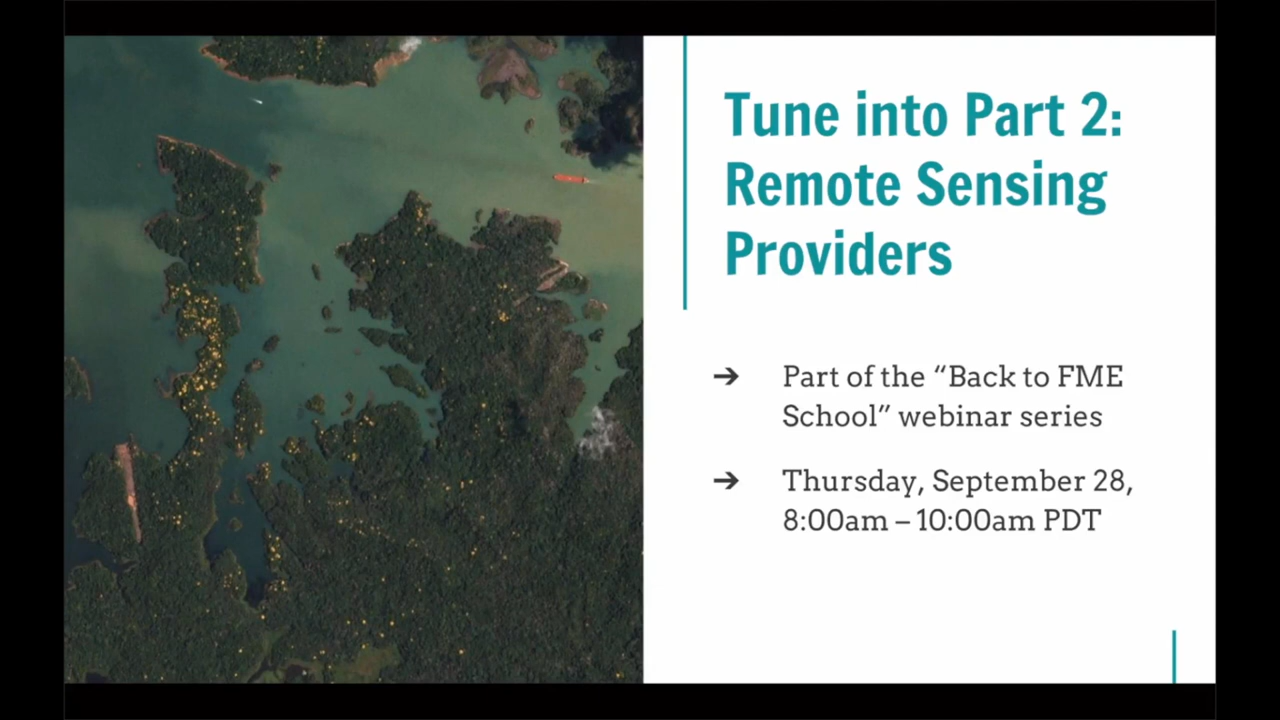 Tune into Part 2:
Remote Sensing
Providers
➔ Part of the “Back to FME
School” webinar series
➔ Thursday, September 28,
8:00am – 10:00am PDT